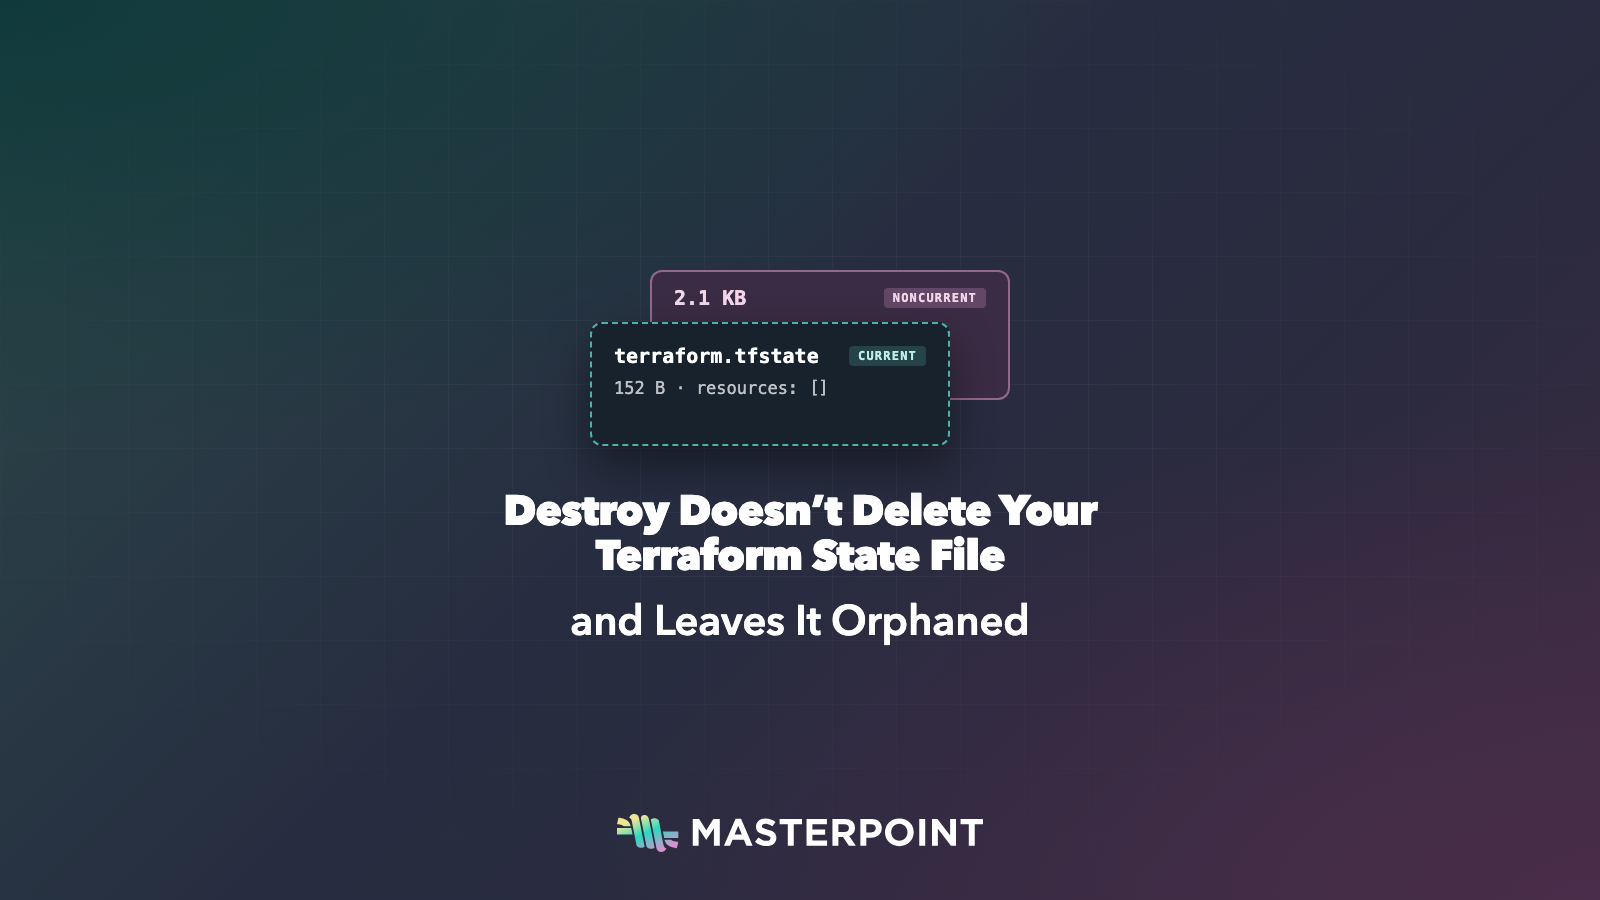 2.1 KB NONCURRENT
terraform.tfstate CURRENT
152 B · resources: []
Destroy Doesn’t Delete Your
Terraform State File
and Leaves It Orphaned
MASTERPOINT